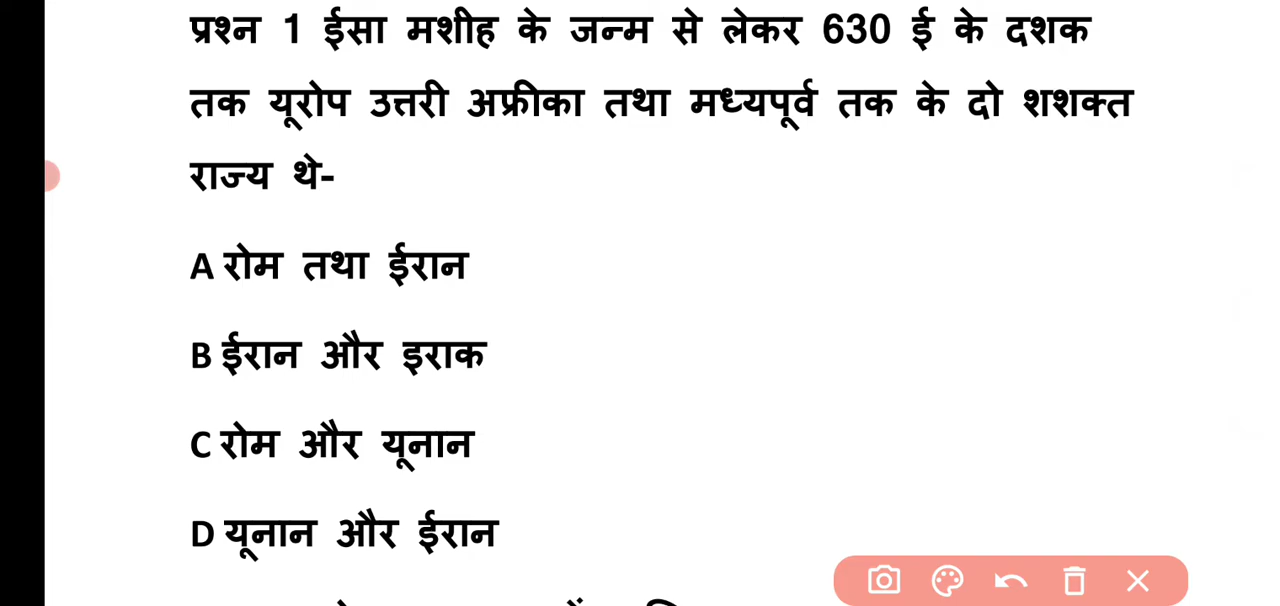 प्रश्न 1 ईसा मशीह के जन्म से लेकर 630 ई के दशक
तक यूरोप उत्तरी अफ्रीका तथा मध्यपूर्व तक के दो शशक्त
राज्य थे-
A रोम तथा ईरान
B ईरान और इराक
C रोम और यूनान
D यूनान और ईरान